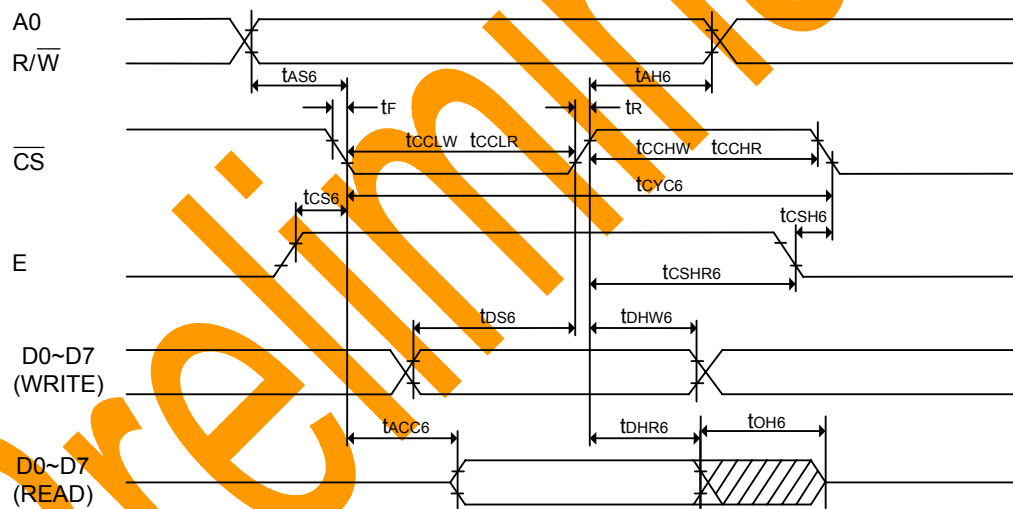 A0
R/W̅
tAS6
tAH6
tF
tR
C̅S̅
tCCLW tCCLR
tCCHW tCCHR
tCYC6
tCS6
tCSH6
E
tCSHR6
tDS6
tDHW6
D0~D7
(WRITE)
tACC6
tDHR6
tOH6
D0~D7
(READ)